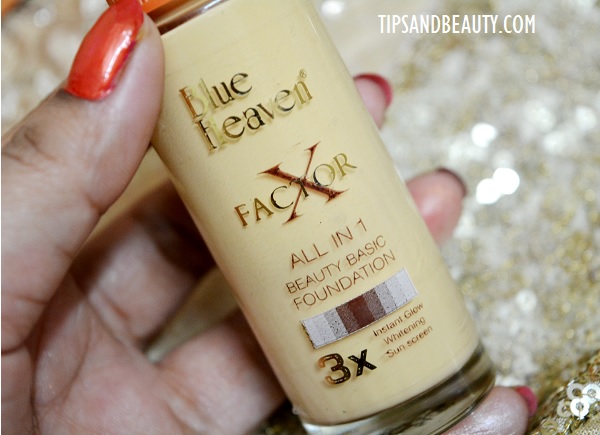 TIPSANDBEAUTY.COM
Blue
Heaven®
X
FACTOR
ALL IN 1
BEAUTY BASIC
FOUNDATION
Instant Glow
Whitening
Sun screen
3x